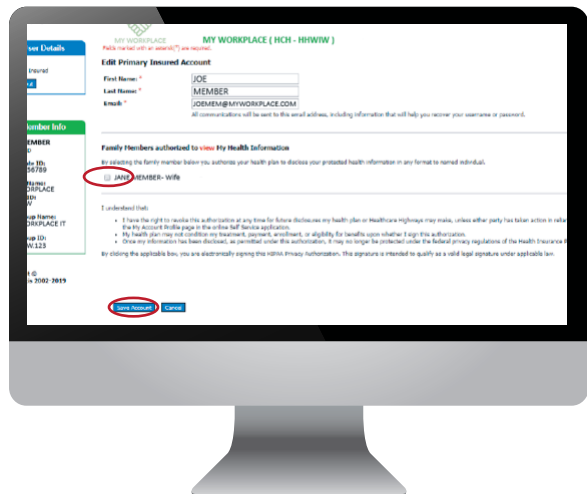 MY WORKPLACE
MY WORKPLACE ( HCH - HHWIW )
Fields marked with an asterisk(*) are required.
ser Details
Insured
Edit Primary Insured Account
First Name: * JOE
Last Name: * MEMBER
Email: * JOEMEM@MYWORKPLACE.COM
All communications will be sent to this email address, including information that will help you recover your username or password.
ember Info
EMBER
56789
Name:
ORPLACE
up Name:
ORKPLACE IT
up ID:
W.123
is 2002-2019
Family Members authorized to view My Health Information
By selecting the family member below you authorize your health plan to disclose your protected health information in any format to named individual.
JANE MEMBER- Wife
I understand that:
• I have the right to revoke this authorization at any time for future disclosures my health plan or Healthcare Highways may make, unless either party has taken action in
the My Account Profile page in the online Self Service application.
• My health plan may not condition my treatment, payment, enrollment, or eligibility for benefits upon whether I sign this authorization.
• Once my information has been disclosed, as permitted under this authorization, it may no longer be protected under the federal privacy regulations of the Health Insurance
By clicking the applicable box, you are electronically signing this HIPAA Privacy Authorization. This signature is intended to qualify as a valid legal signature under applicable law.
Save Account Cancel